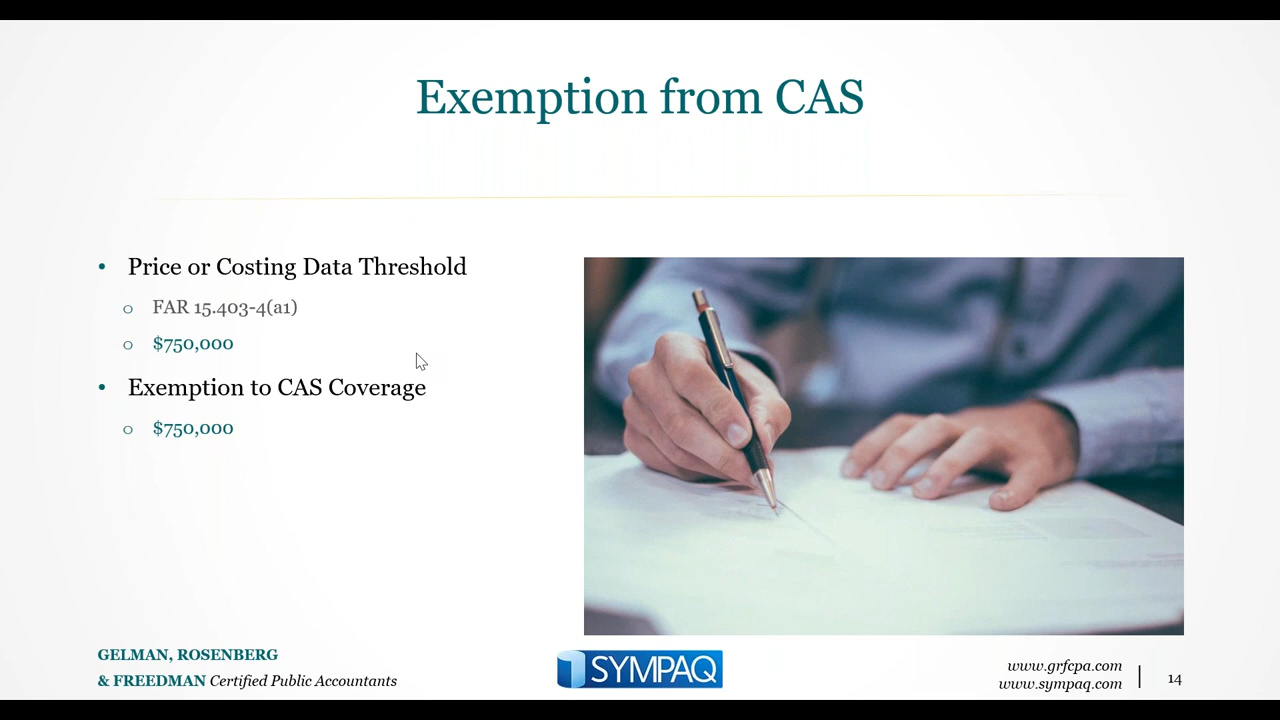 Exemption from CAS
• Price or Costing Data Threshold
o FAR 15.403-4(a1)
o $750,000
• Exemption to CAS Coverage
o $750,000
GELMAN, ROSENBERG
& FREEDMAN Certified Public Accountants
SYMPAQ
www.grfcpa.com
www.sympaq.com
14